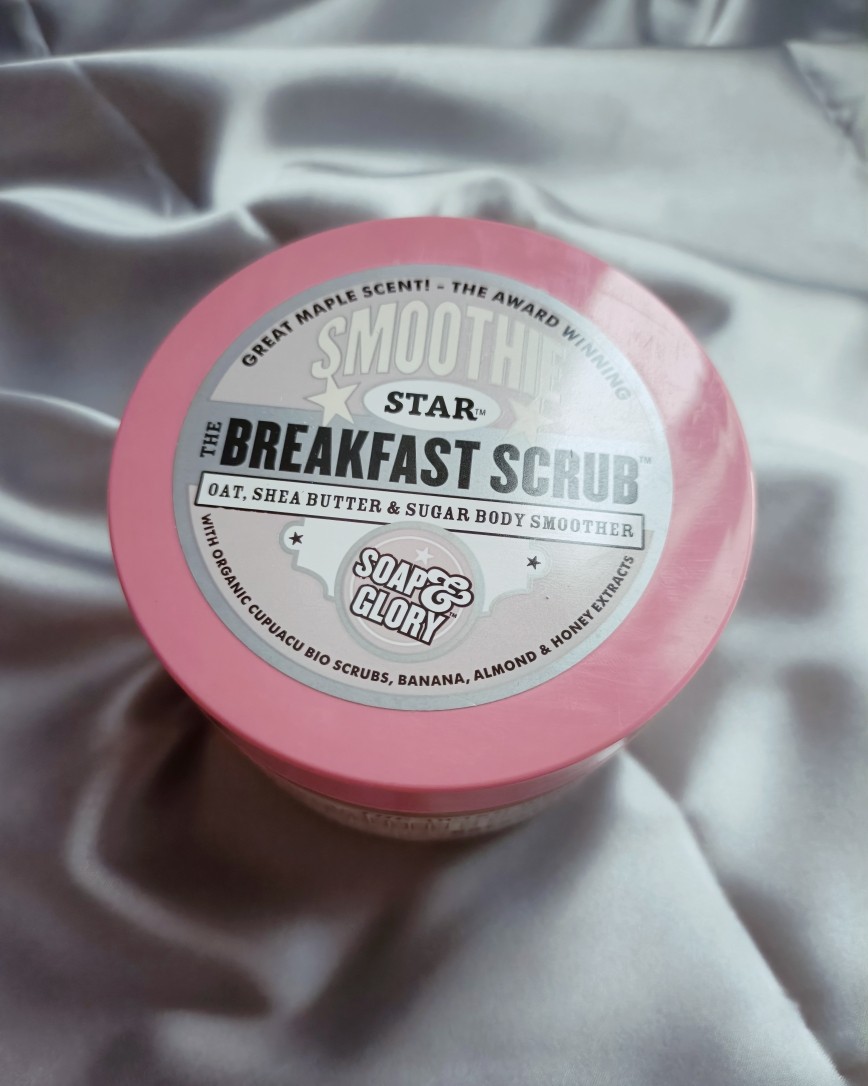 GREAT MAPLE SCENT! - THE AWARD WINNING
SMOOTHIE
STAR™
THE BREAKFAST SCRUB™
OAT, SHEA BUTTER & SUGAR BODY SMOOTHER
SOAP &
GLORY™
WITH ORGANIC CUPUACU BIO SCRUBS, BANANA, ALMOND & HONEY EXTRACTS